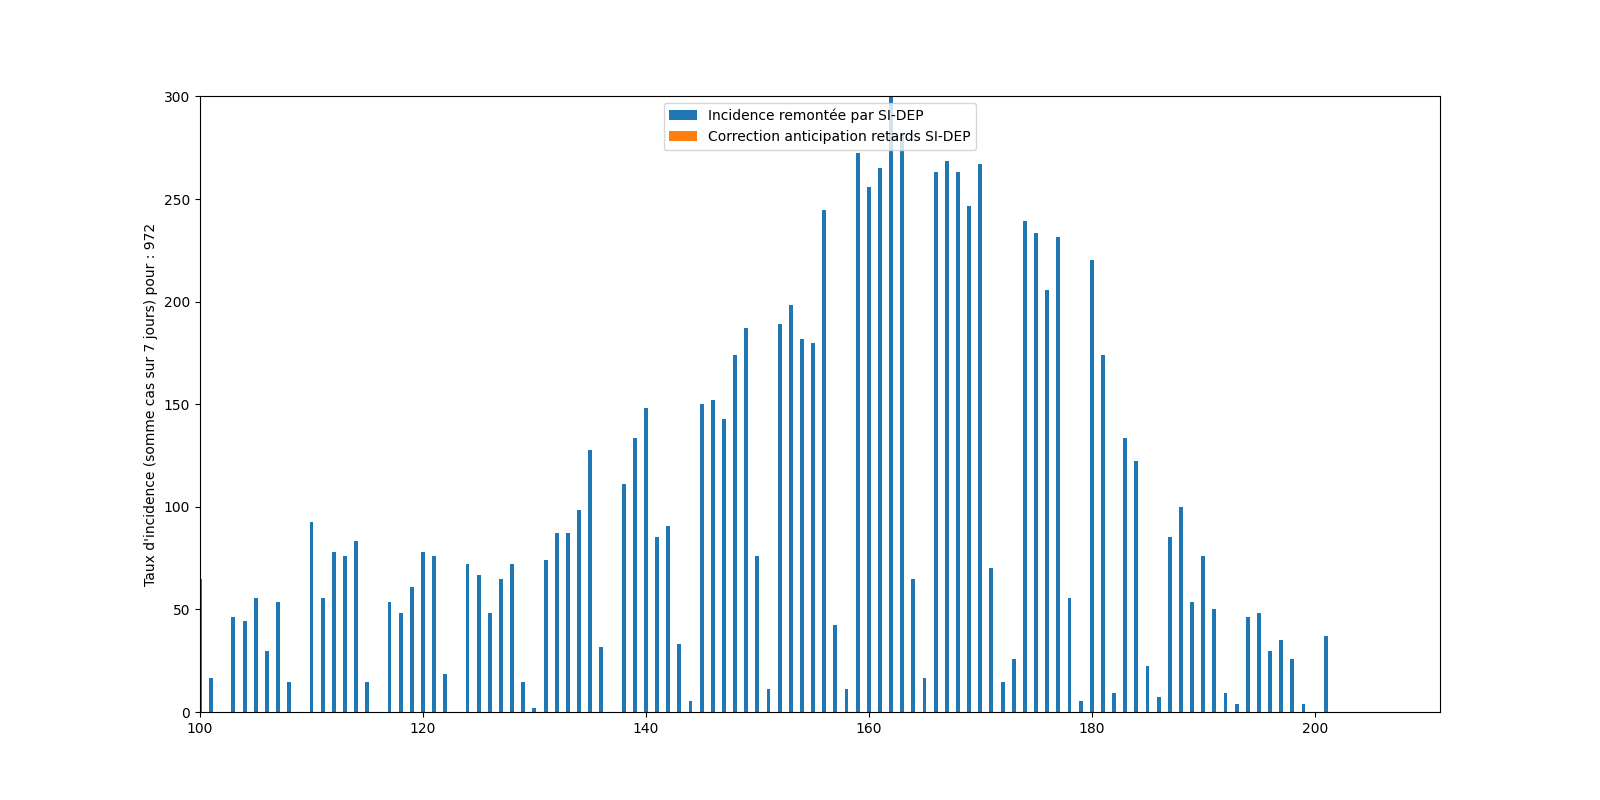 Incidence remontée par SI-DEP
Correction anticipation retards SI-DEP
Taux d'incidence (somme cas sur 7 jours) pour : 972
300
250
200
150
100
50
0
100 120 140 160 180 200